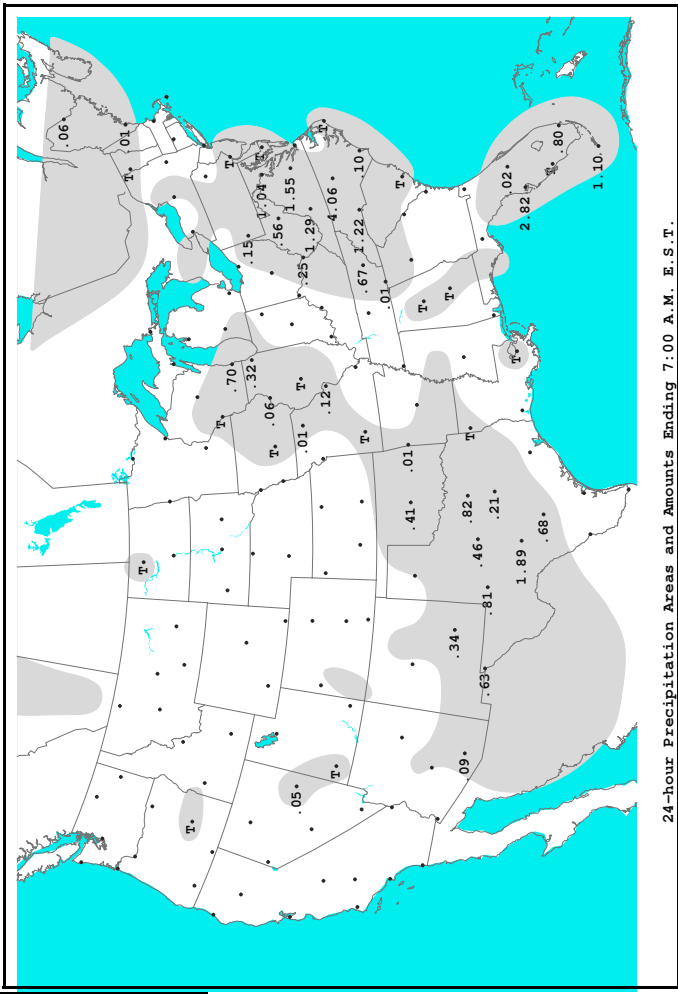 .06
.01
T
T
T
T
T
.70
.15
.32
T
1.04
.06
T
.56
1.55
.05
T
.25
.01
1.29
T
.12
4.06
T
1.22
.10
.67
T
.01
T
.01
.41
T
T
.34
.09
.82
T
.46
.63
.81
.21
.02
T
1.89
2.82
.68
T
.80
1.10
24-hour Precipitation Areas and Amounts Ending 7:00 A.M. E.S.T.